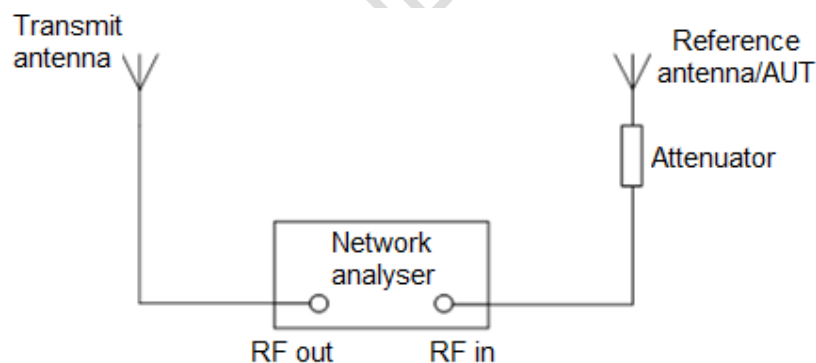 Transmit
antenna
Reference
antenna/AUT
Attenuator
Network
analyser
RF out
RF in